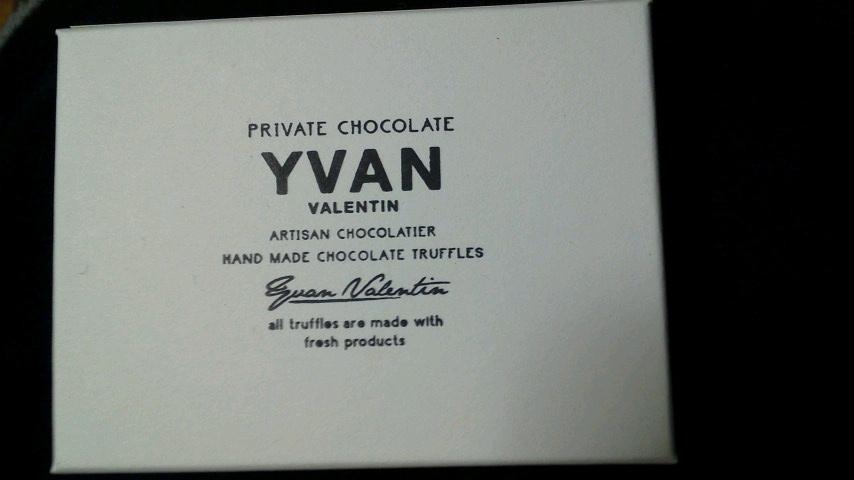 PRIVATE CHOCOLATE
YVAN
VALENTIN
ARTISAN CHOCOLATIER
HAND MADE CHOCOLATE TRUFFLES
Yvan Valentin
all truffles are made with
fresh products